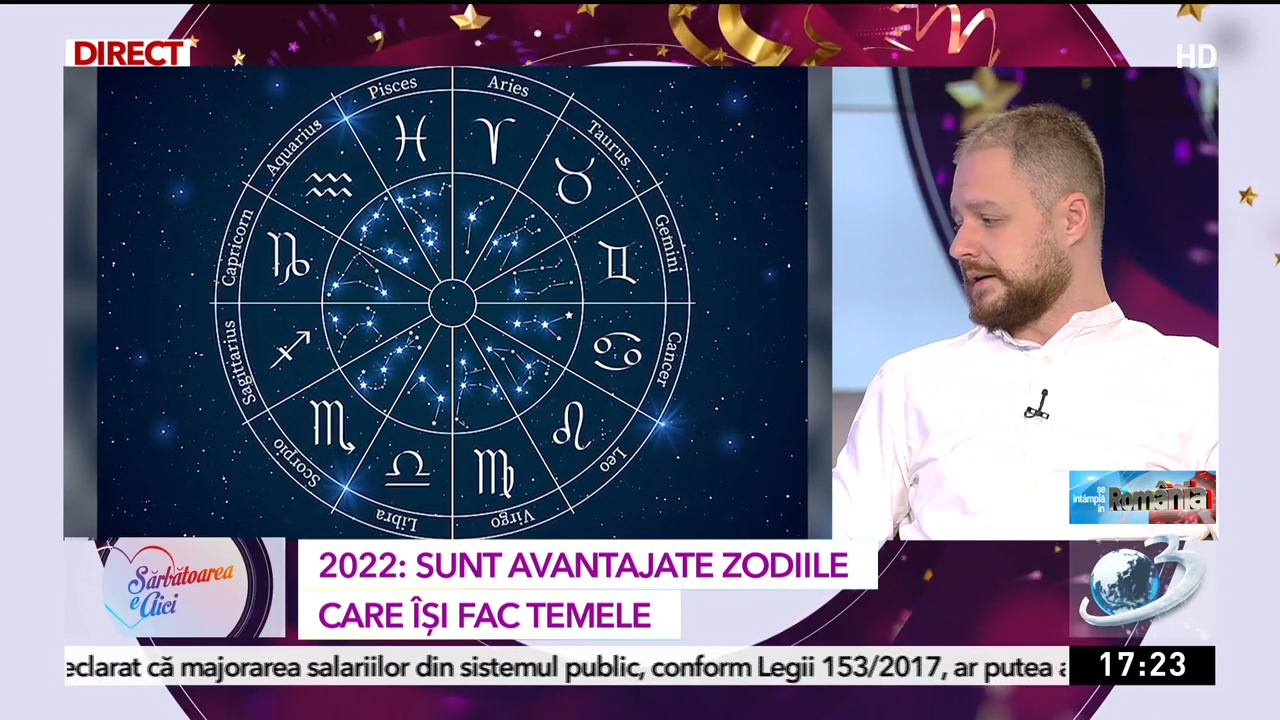 DIRECT
HD
Pisces
Aries
Aquarius
Taurus
Capricorn
Gemini
Sagittarius
Cancer
Scorpio
Leo
Libra
Virgo
se
întâmplă
în
România
Sărbătoarea
e Aici
3
2022: SUNT AVANTAJATE ZODIILE
CARE ÎȘI FAC TEMELE
eclarat că majorarea salariilor din sistemul public, conform Legii 153/2017, ar putea a
17:23